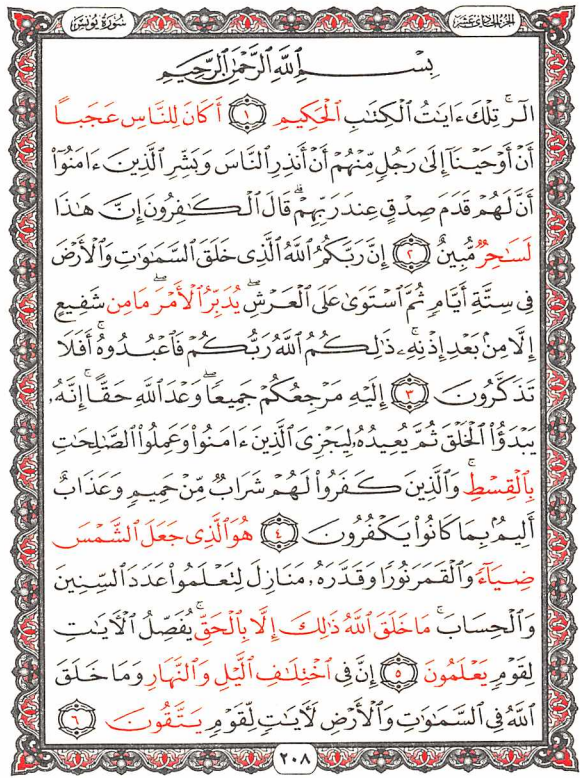 سورة يونس
الجزء الحادي عشر
بِسْمِ ٱللَّهِ ٱلرَّحْمَٰنِ ٱلرَّحِيمِ
الٓرۚ تِلْكَ ءَايَٰتُ ٱلْكِتَٰبِ ٱلْحَكِيمِ ١ أَكَانَ لِلنَّاسِ عَجَبًا
أَنْ أَوْحَيْنَآ إِلَىٰ رَجُلٍ مِّنْهُمْ أَنْ أَنذِرِ ٱلنَّاسَ وَبَشِّرِ ٱلَّذِينَ ءَامَنُوٓا۟
أَنَّ لَهُمْ قَدَمَ صِدْقٍ عِندَ رَبِّهِمْۗ قَالَ ٱلْكَٰفِرُونَ إِنَّ هَٰذَا
لَسَٰحِرٌ مُّبِينٌ ٢ إِنَّ رَبَّكُمُ ٱللَّهُ ٱلَّذِى خَلَقَ ٱلسَّمَٰوَٰتِ وَٱلْأَرْضَ
فِى سِتَّةِ أَيَّامٍ ثُمَّ ٱسْتَوَىٰ عَلَى ٱلْعَرْشِۖ يُدَبِّرُ ٱلْأَمْرَۖ مَا مِن شَفِيعٍ
إِلَّا مِنۢ بَعْدِ إِذْنِهِۦۚ ذَٰلِكُمُ ٱللَّهُ رَبُّكُمْ فَٱعْبُدُوهُۚ أَفَلَا
تَذَكَّرُونَ ٣ إِلَيْهِ مَرْجِعُكُمْ جَمِيعًاۖ وَعْدَ ٱللَّهِ حَقًّاۚ إِنَّهُۥ
يَبْدَؤُا۟ ٱلْخَلْقَ ثُمَّ يُعِيدُهُۥ لِيَجْزِىَ ٱلَّذِينَ ءَامَنُوا۟ وَعَمِلُوا۟ ٱلصَّٰلِحَٰتِ
بِٱلْقِسْطِۚ وَٱلَّذِينَ كَفَرُوا۟ لَهُمْ شَرَابٌ مِّنْ حَمِيمٍ وَعَذَابٌ
أَلِيمٌۢ بِمَا كَانُوا۟ يَكْفُرُونَ ٤ هُوَ ٱلَّذِى جَعَلَ ٱلشَّمْسَ
ضِيَآءً وَٱلْقَمَرَ نُورًا وَقَدَّرَهُۥ مَنَازِلَ لِتَعْلَمُوا۟ عَدَدَ ٱلسِّنِينَ
وَٱلْحِسَابَۚ مَا خَلَقَ ٱللَّهُ ذَٰلِكَ إِلَّا بِٱلْحَقِّۚ يُفَصِّلُ ٱلْءَايَٰتِ
لِقَوْمٍ يَعْلَمُونَ ٥ إِنَّ فِى ٱخْتِلَٰفِ ٱلَّيْلِ وَٱلنَّهَارِ وَمَا خَلَقَ
ٱللَّهُ فِى ٱلسَّمَٰوَٰتِ وَٱلْأَرْضِ لَءَايَٰتٍ لِّقَوْمٍ يَتَّقُونَ ٦
٢٠٨